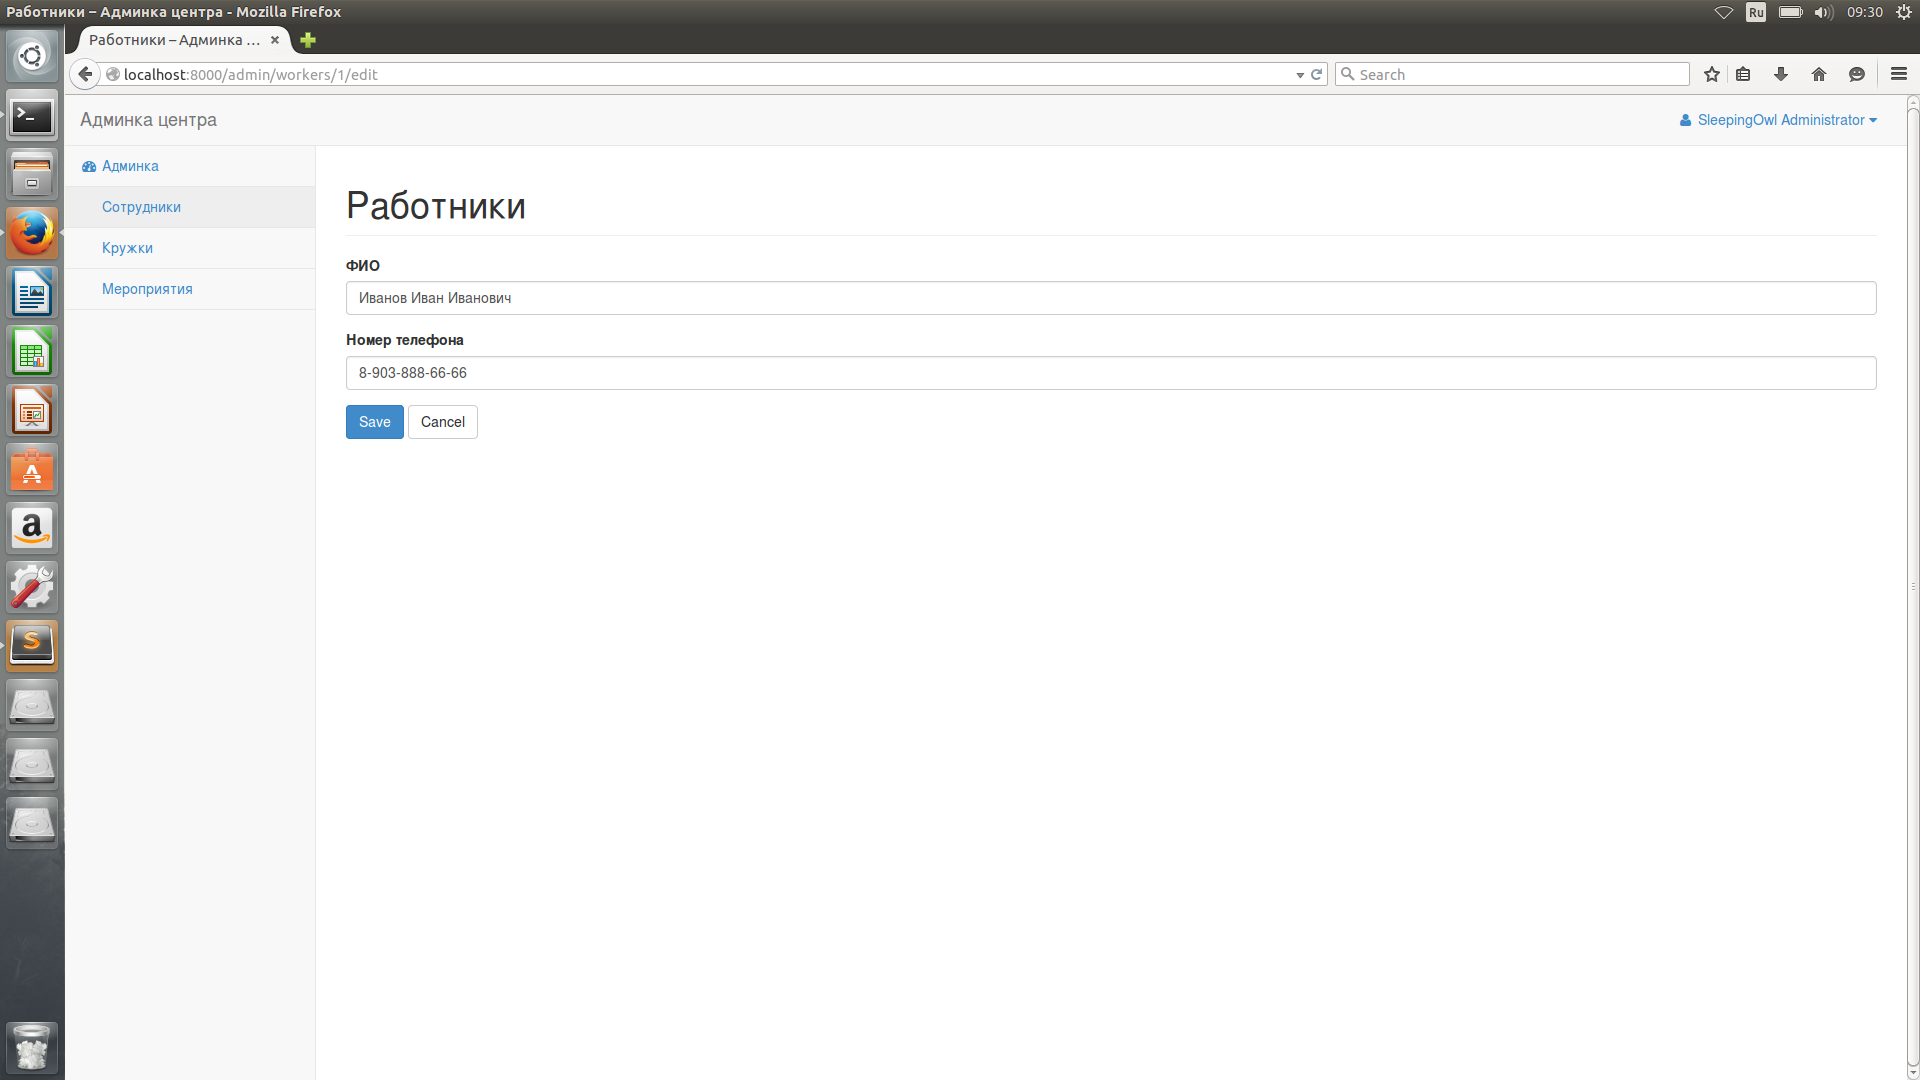 Работники – Админка центра - Mozilla Firefox
Ru
09:30
Работники – Админка ...
localhost:8000/admin/workers/1/edit
Search
Админка центра
SleepingOwl Administrator
Админка
Сотрудники
Кружки
Мероприятия
Работники
ФИО
Иванов Иван Иванович
Номер телефона
8-903-888-66-66
Save
Cancel